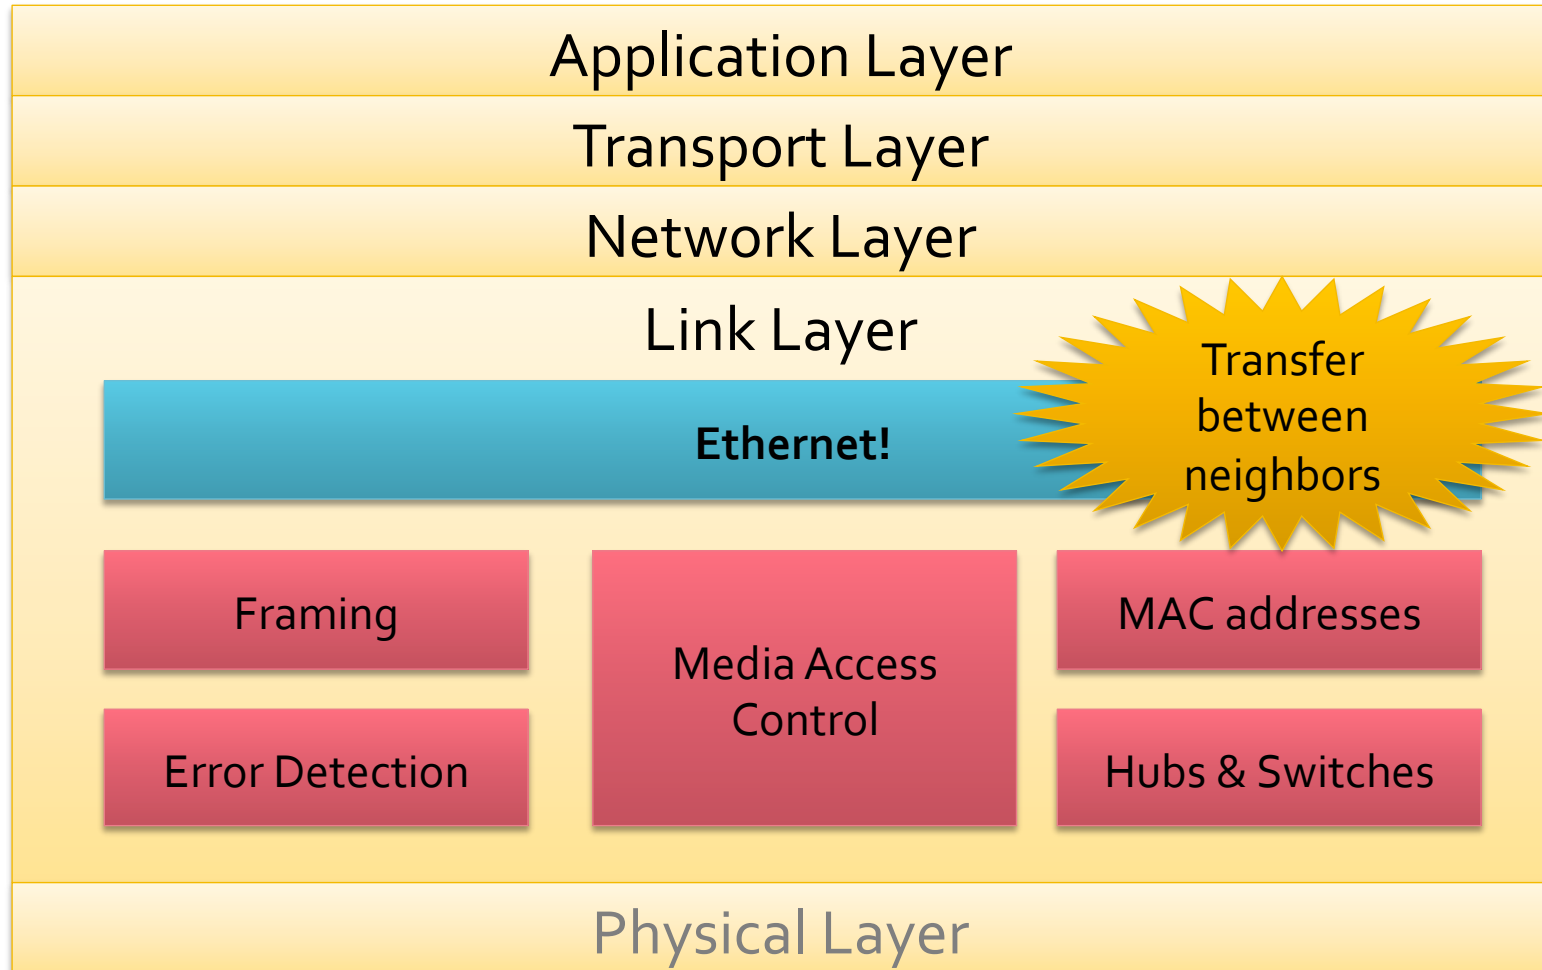 Application Layer
Transport Layer
Network Layer
Link Layer
Transfer
between
neighbors
Ethernet!
Framing
Media Access
Control
MAC addresses
Error Detection
Hubs & Switches
Physical Layer